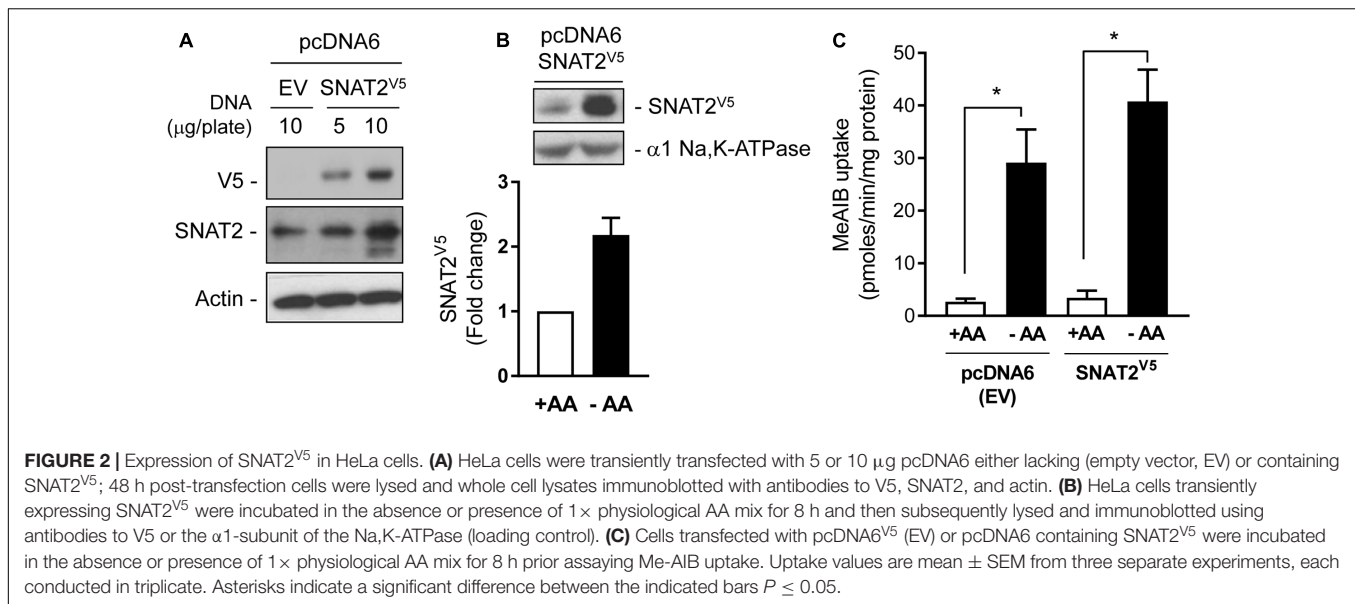 A
pcDNA6
EV SNAT2V5
DNA
(μg/plate) 10 5 10
V5 -
SNAT2 -
Actin -
B
pcDNA6
SNAT2V5
- SNAT2V5
- α1 Na,K-ATPase
SNAT2V5
(Fold change)
3
2
1
0
+AA - AA
C
MeAIB uptake
(pmoles/min/mg protein)
50
40
30
20
10
0
*
*
+AA - AA +AA - AA
pcDNA6
(EV)
SNAT2V5
FIGURE 2 | Expression of SNAT2V5 in HeLa cells. (A) HeLa cells were transiently transfected with 5 or 10 μg pcDNA6 either lacking (empty vector, EV) or containing
SNAT2V5; 48 h post-transfection cells were lysed and whole cell lysates immunoblotted with antibodies to V5, SNAT2, and actin. (B) HeLa cells transiently
expressing SNAT2V5 were incubated in the absence or presence of 1× physiological AA mix for 8 h and then subsequently lysed and immunoblotted using
antibodies to V5 or the α1-subunit of the Na,K-ATPase (loading control). (C) Cells transfected with pcDNA6V5 (EV) or pcDNA6 containing SNAT2V5 were incubated
in the absence or presence of 1× physiological AA mix for 8 h prior assaying Me-AIB uptake. Uptake values are mean ± SEM from three separate experiments, each
conducted in triplicate. Asterisks indicate a significant difference between the indicated bars P ≤ 0.05.